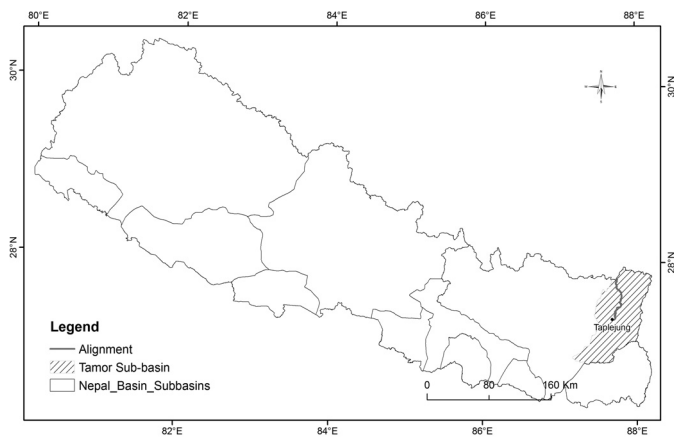 80°E 82°E 84°E 86°E 88°E
30°N
30°N
28°N
28°N
Taplejung
Legend
Alignment
Tamor Sub-basin
Nepal_Basin_Subbasins
0 80 160 Km
82°E 84°E 86°E 88°E